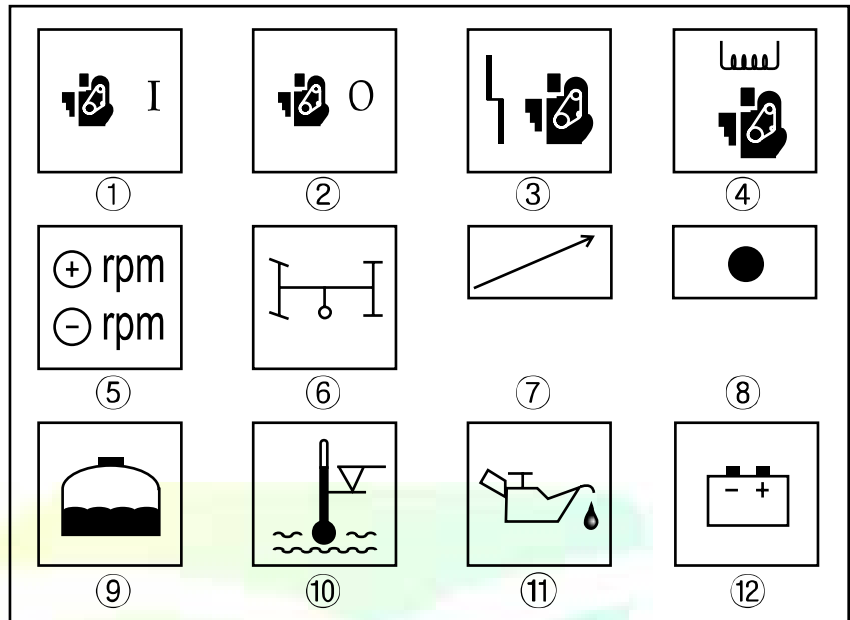 I
O
① ② ③ ④
+ rpm
- rpm
⑤ ⑥ ⑦ ⑧
- +
⑨ ⑩ ⑪ ⑫